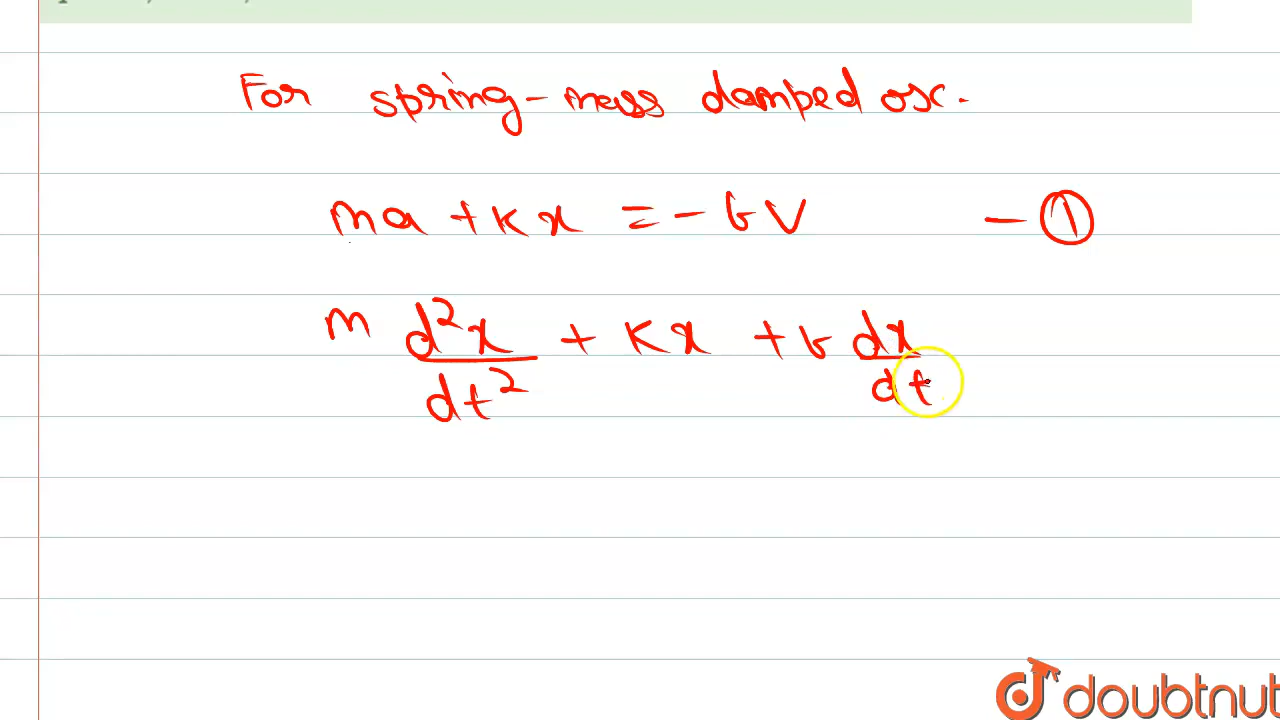 For spring-mass damped osc.
ma + kx = -bv - ①
m d²x/dt² + kx + b dx/dt
doubtnut